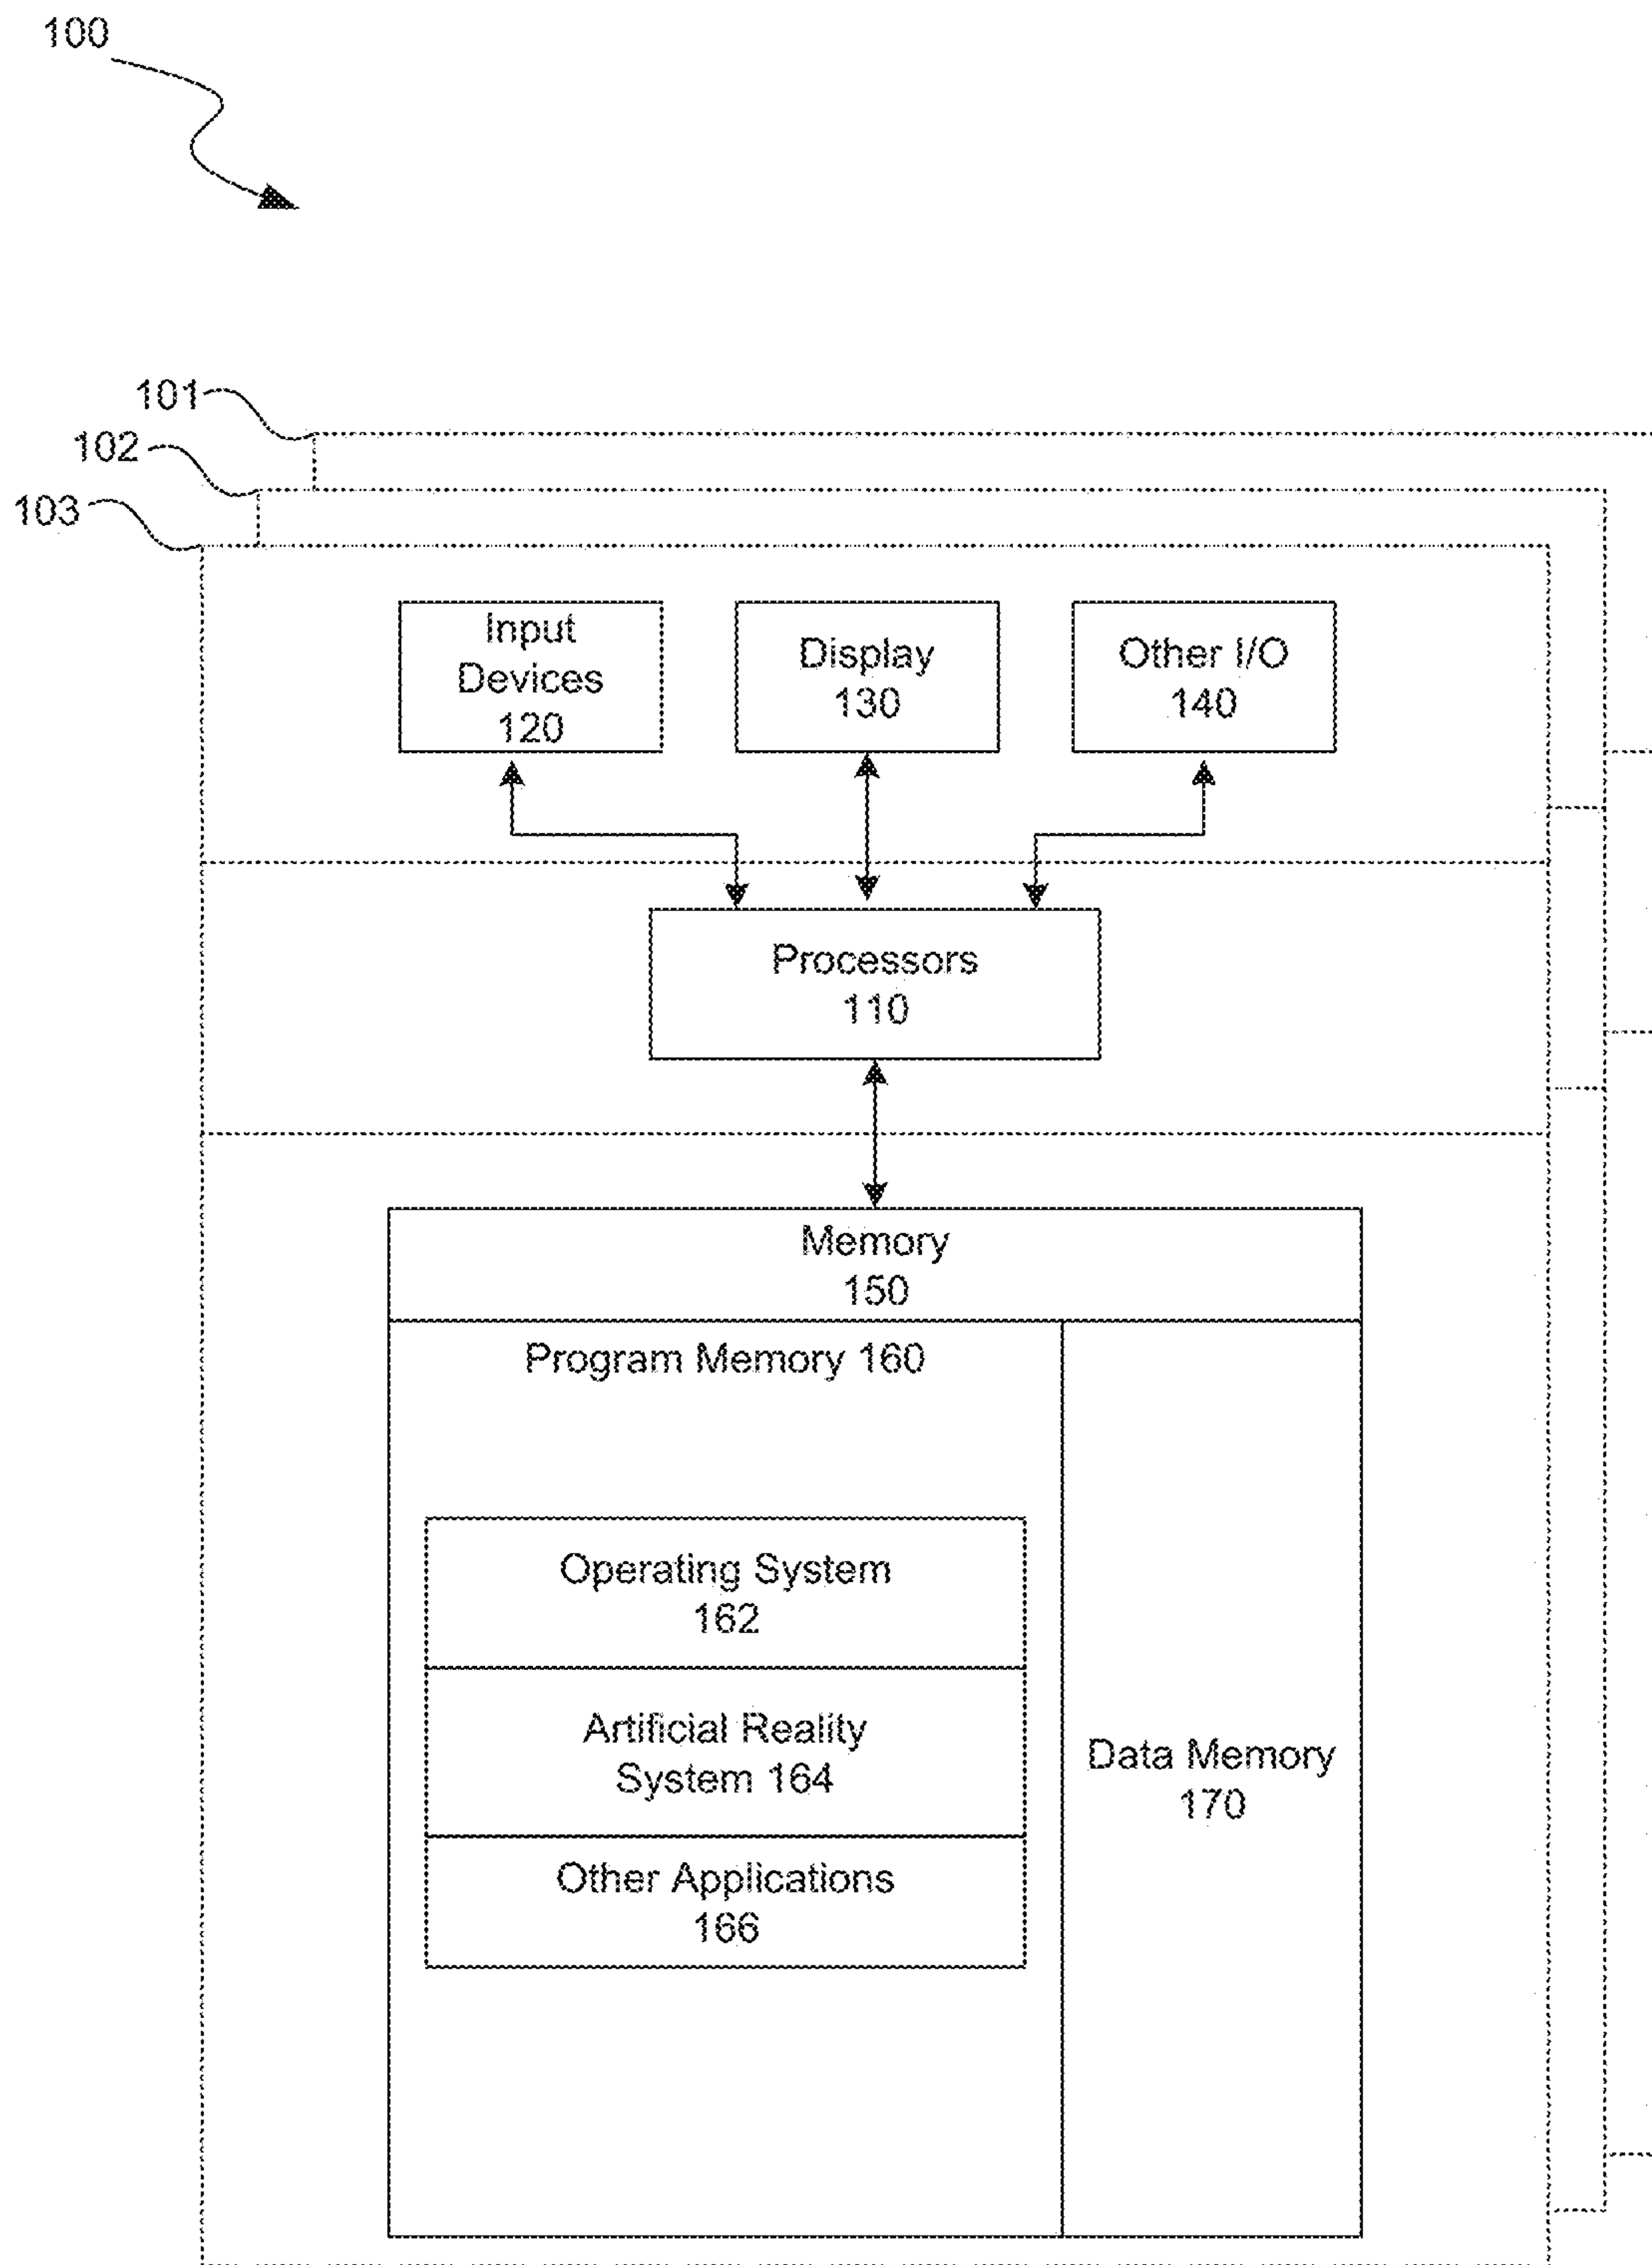 100
101
102
103
Input
Devices
120
Display
130
Other I/O
140
Processors
110
Memory
150
Program Memory 160
Operating System
162
Artificial Reality
System 164
Other Applications
166
Data Memory
170